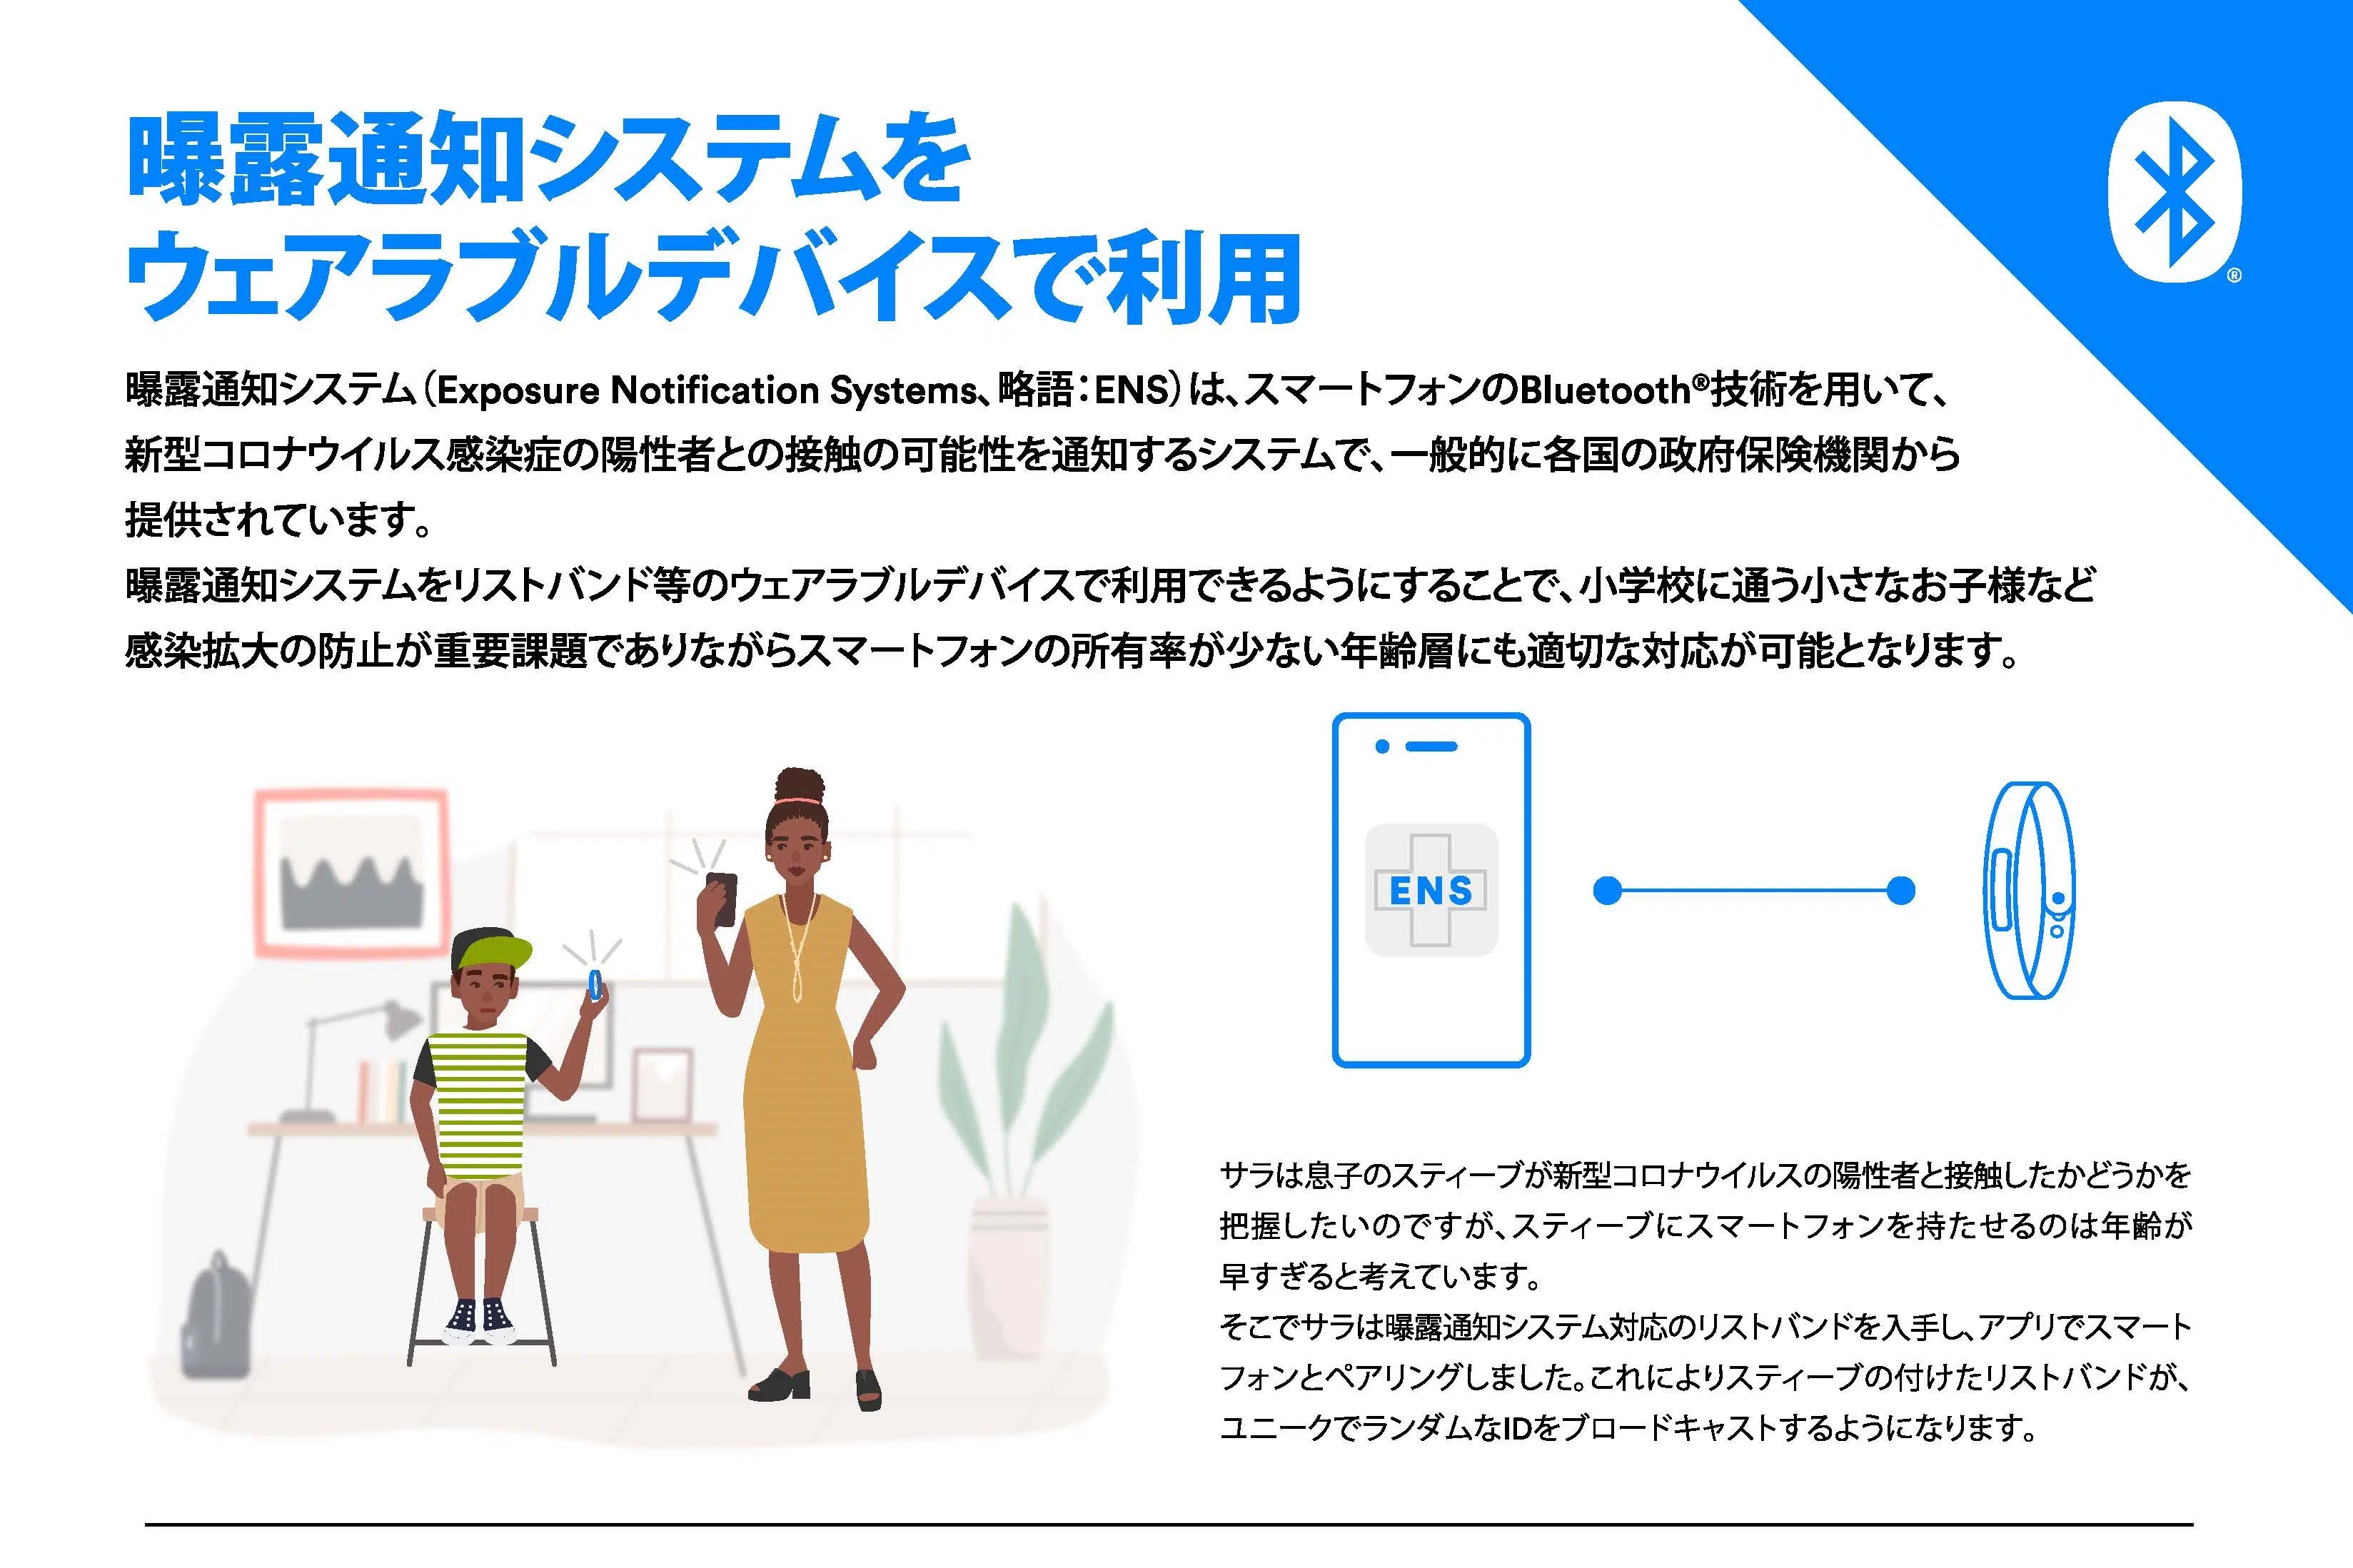 曝露通知システムを
ウェアラブルデバイスで利用
®
曝露通知システム（Exposure Notification Systems、略語：ENS）は、スマートフォンのBluetooth®技術を用いて、
新型コロナウイルス感染症の陽性者との接触の可能性を通知するシステムで、一般的に各国の政府保険機関から
提供されています。
曝露通知システムをリストバンド等のウェアラブルデバイスで利用できるようにすることで、小学校に通う小さなお子様など
感染拡大の防止が重要課題でありながらスマートフォンの所有率が少ない年齢層にも適切な対応が可能となります。
ENS
サラは息子のスティーブが新型コロナウイルスの陽性者と接触したかどうかを
把握したいのですが、スティーブにスマートフォンを持たせるのは年齢が
早すぎると考えています。
そこでサラは曝露通知システム対応のリストバンドを入手し、アプリでスマート
フォンとペアリングしました。これによりスティーブの付けたリストバンドが、
ユニークでランダムなIDをブロードキャストするようになります。